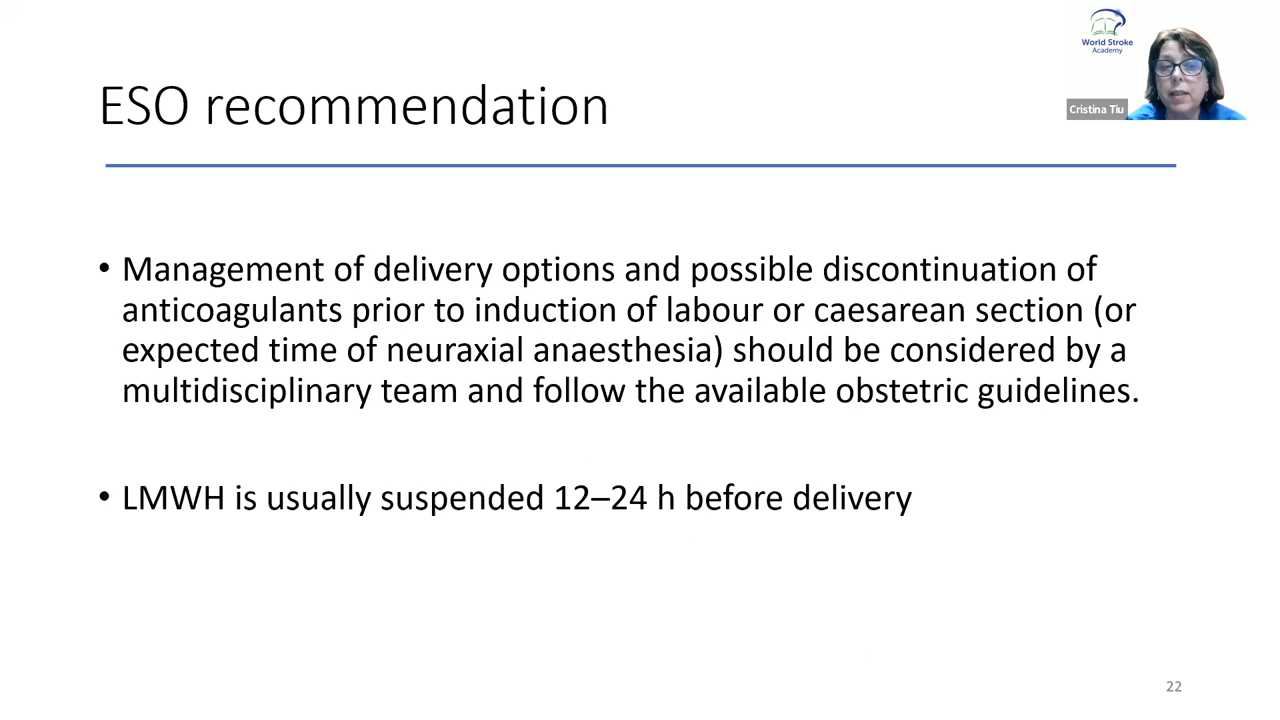 World Stroke
Academy
Cristina Tiu
ESO recommendation
• Management of delivery options and possible discontinuation of
anticoagulants prior to induction of labour or caesarean section (or
expected time of neuraxial anaesthesia) should be considered by a
multidisciplinary team and follow the available obstetric guidelines.
• LMWH is usually suspended 12–24 h before delivery
22